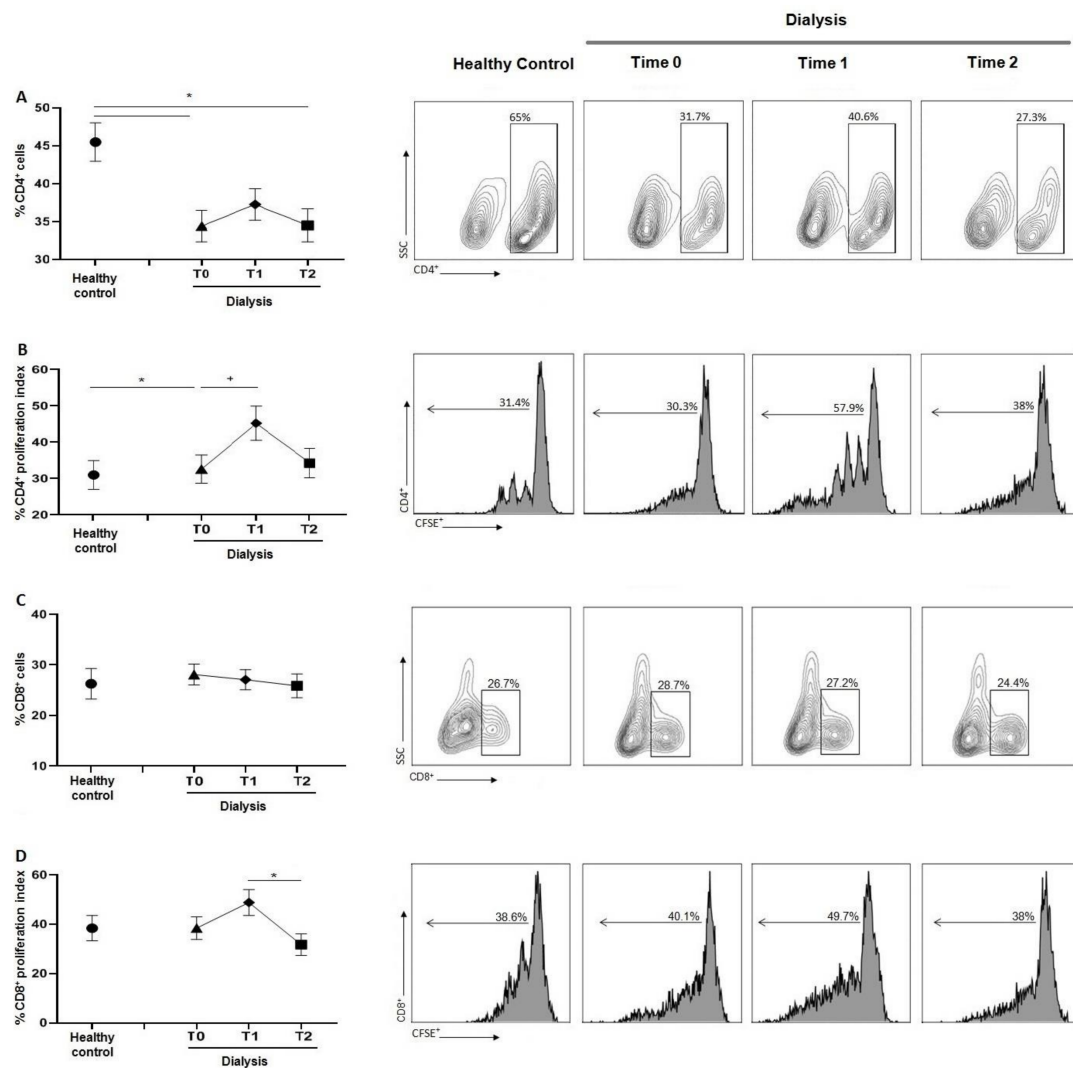 Dialysis
Healthy Control Time 0 Time 1 Time 2
A
50
45
40
35
30
% CD4+ cells
*
T0 T1 T2
Healthy
control
Dialysis
65% 31.7% 40.6% 27.3%
SSC
CD4+
B
60
50
40
30
20
% CD4+ proliferation index
* +
T0 T1 T2
Healthy
control
Dialysis
31.4% 30.3% 57.9% 38%
CD4+
CFSE+
C
40
30
20
10
% CD8+ cells
T0 T1 T2
Healthy
control
Dialysis
26.7% 28.7% 27.2% 24.4%
SSC
CD8+
D
60
40
20
0
% CD8+ proliferation index
*
T0 T1 T2
Healthy
control
Dialysis
38.6% 40.1% 49.7% 38%
CD8+
CFSE+